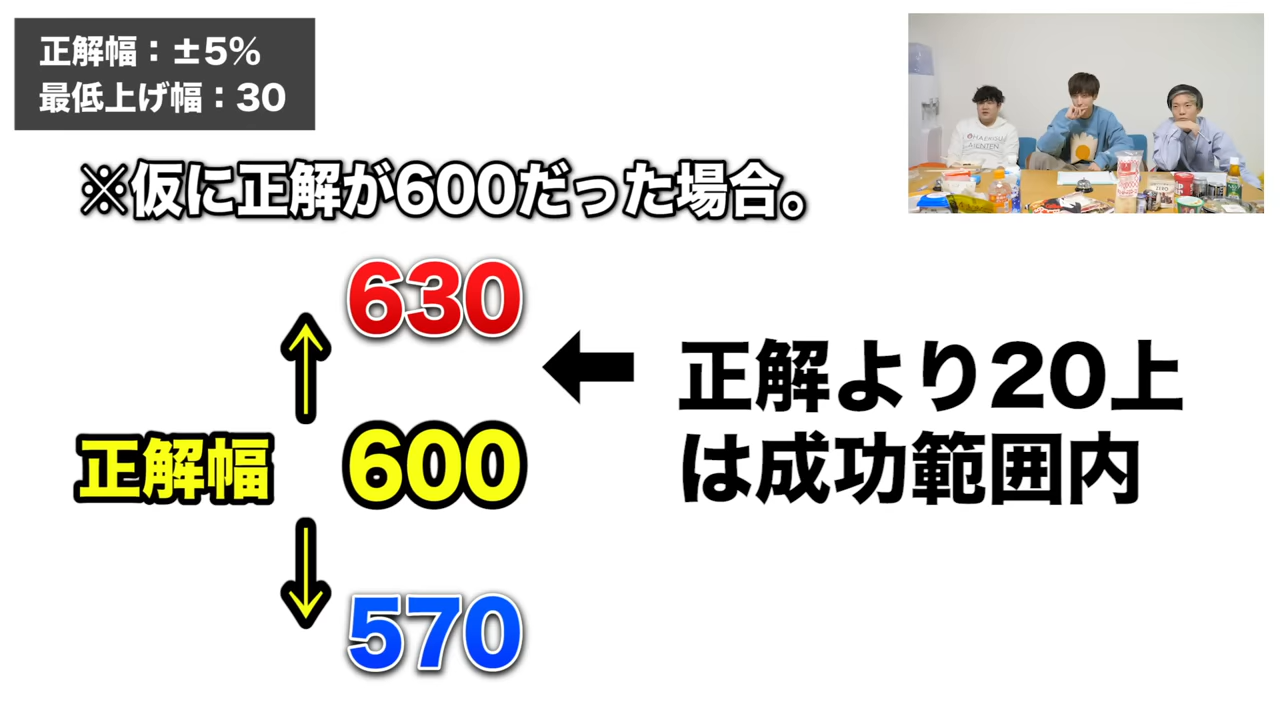 正解幅：±5%
最低上げ幅：30
※仮に正解が600だった場合。
630
正解幅
600
570
正解より20上
は成功範囲内